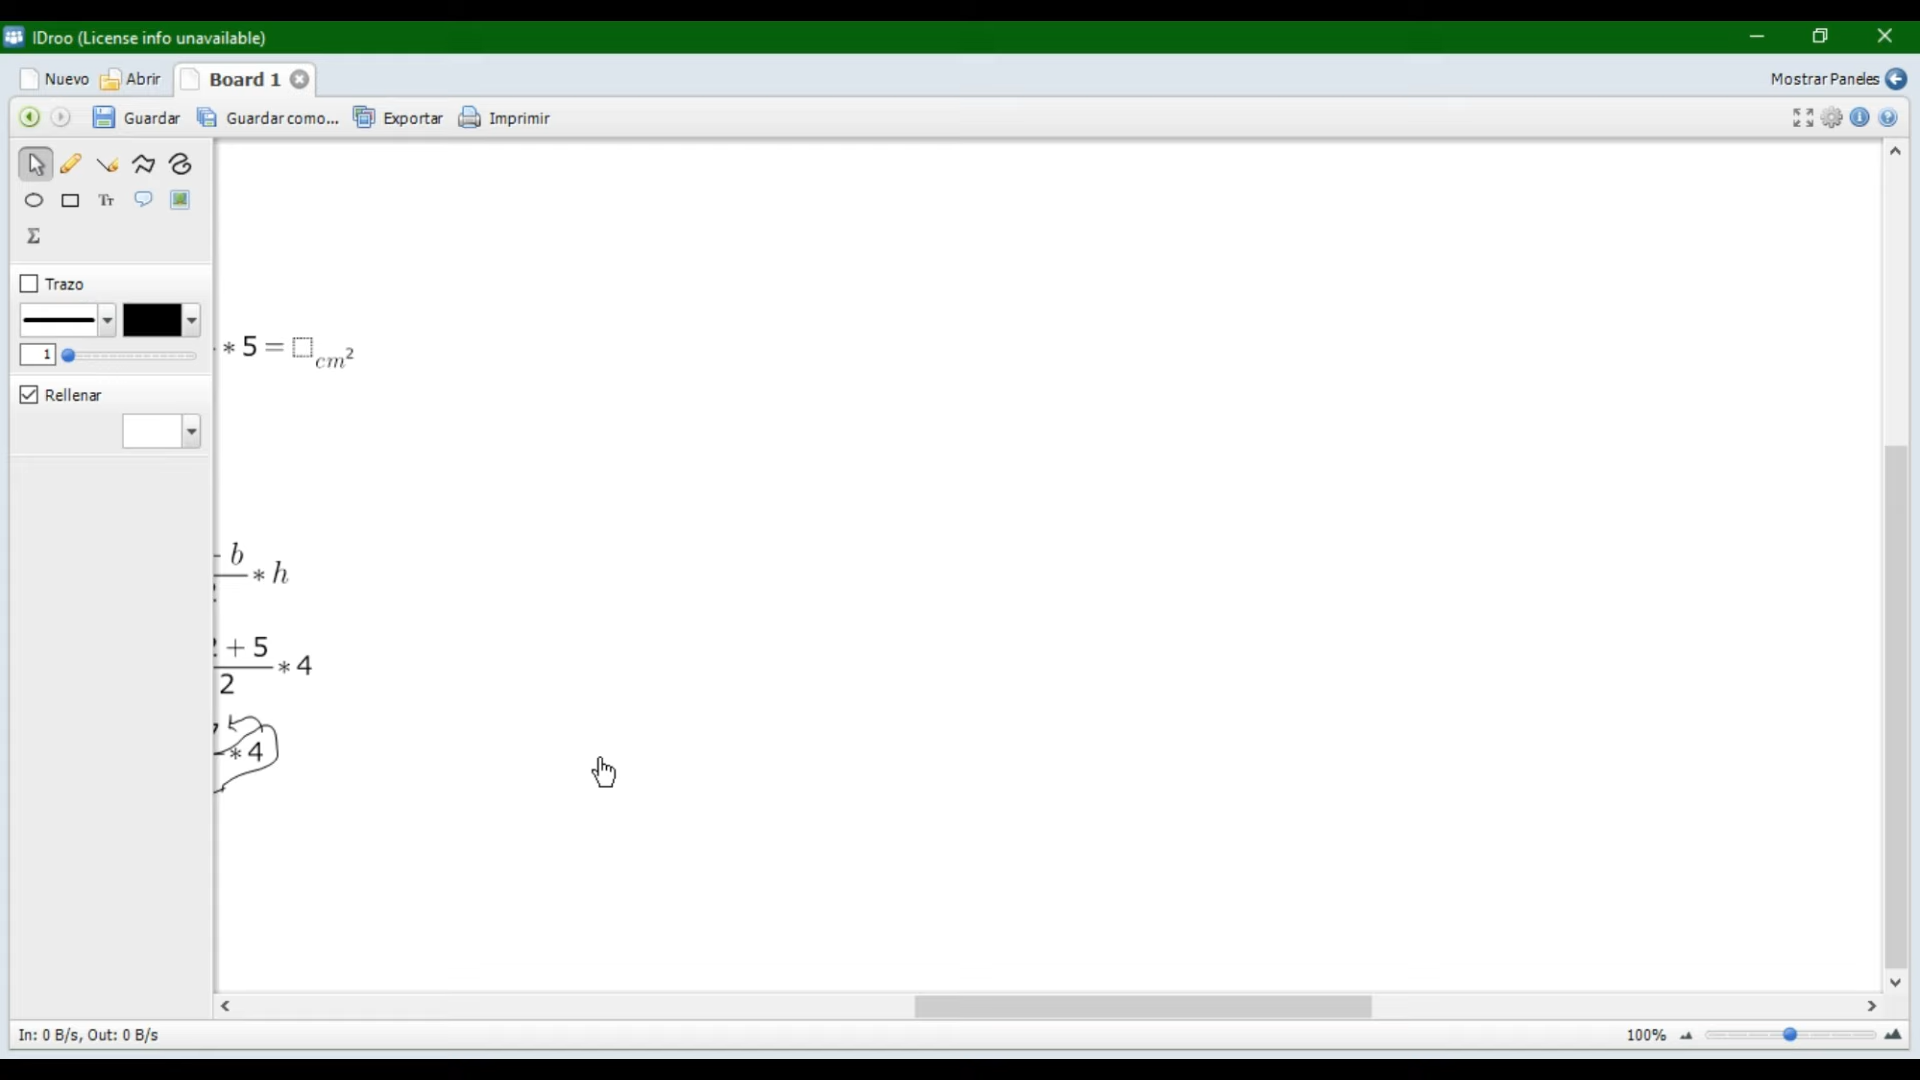 IDroo (License info unavailable)
Nuevo Abrir Board 1 Mostrar Paneles
Guardar Guardar como... Exportar Imprimir
Tт
Σ
Trazo
1
Rellenar
* 5 = □ cm²
b
* h
+ 5
2
* 4
* 4
In: 0 B/s, Out: 0 B/s 100%